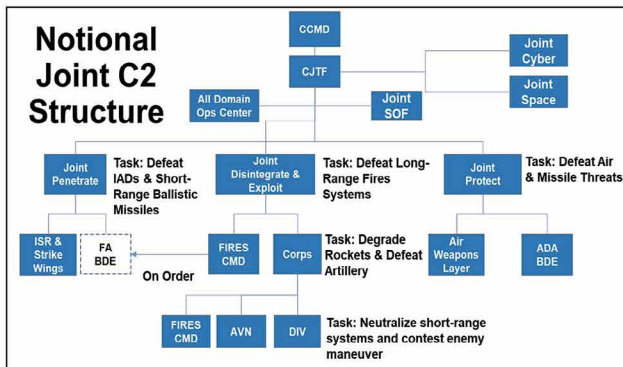 Notional
Joint C2
Structure
CCMD
CJTF
Joint
Cyber
Joint
Space
All Domain
Ops Center
Joint
SOF
Joint
Penetrate
Task: Defeat
IADs & Short-
Range Ballistic
Missiles
Joint
Disintegrate &
Exploit
Task: Defeat Long-
Range Fires
Systems
Joint
Protect
Task: Defeat Air
& Missile Threats
ISR &
Strike
Wings
FA
BDE
On Order
FIRES
CMD
Corps
Task: Degrade
Rockets & Defeat
Artillery
Air
Weapons
Layer
ADA
BDE
FIRES
CMD
AVN
DIV
Task: Neutralize short-range
systems and contest enemy
maneuver